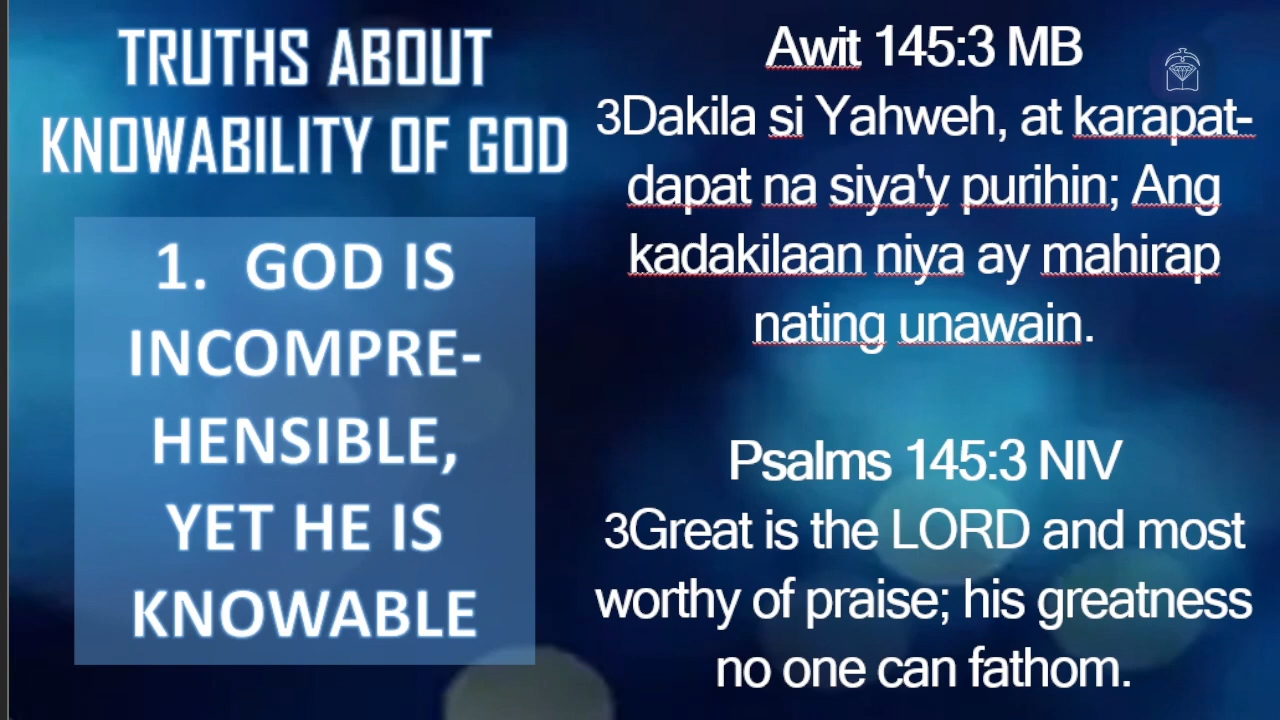 TRUTHS ABOUT
KNOWABILITY OF GOD
1. GOD IS
INCOMPRE-
HENSIBLE,
YET HE IS
KNOWABLE
Awit 145:3 MB
3Dakila si Yahweh, at karapat-
dapat na siya'y purihin; Ang
kadakilaan niya ay mahirap
nating unawain.
Psalms 145:3 NIV
3Great is the LORD and most
worthy of praise; his greatness
no one can fathom.